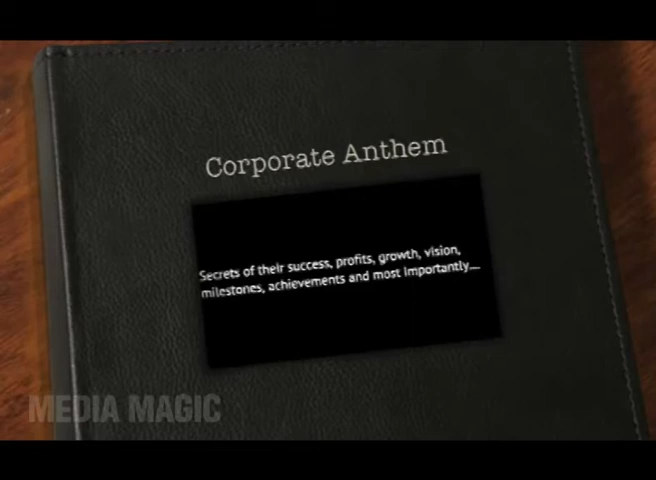 Corporate Anthem
Secrets of their success, profits, growth, vision,
milestones, achievements and most importantly....
MEDIA MAGIC